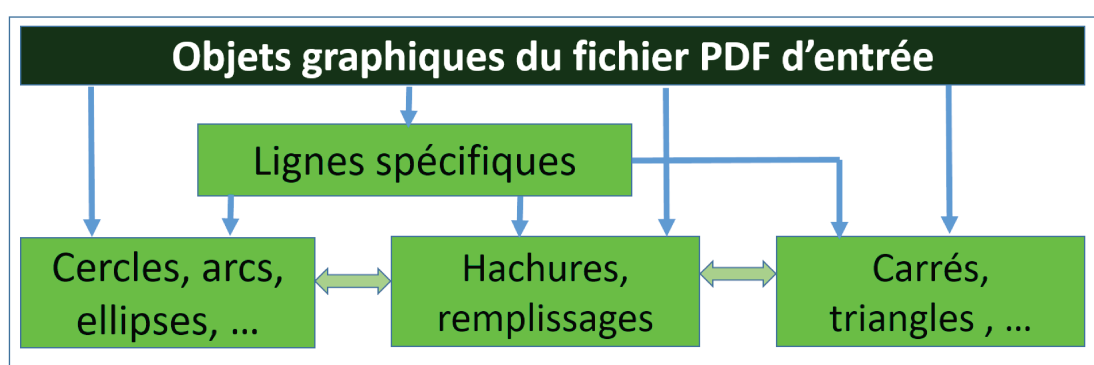 Objets graphiques du fichier PDF d’entrée
Lignes spécifiques
Cercles, arcs,
ellipses, …
Hachures,
remplissages
Carrés,
triangles , …